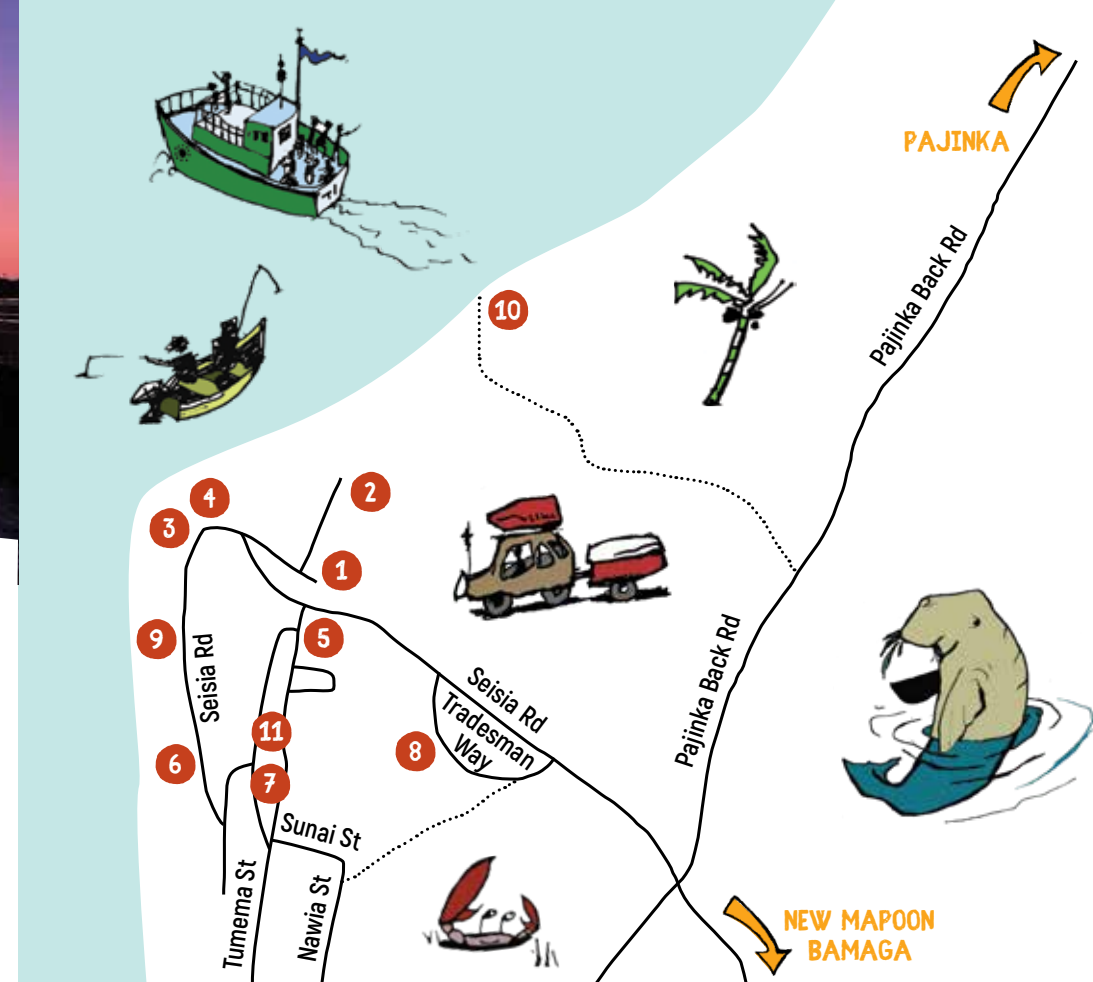 PAJINKA
Pajinka Back Rd
10
2
4
3
1
5
9
Seisia Rd
Seisia Rd
Pajinka Back Rd
Tradesman
Way
11
8
6
7
Sunai St
Tumema St
Nawia St
NEW MAPOON
BAMAGA
TI